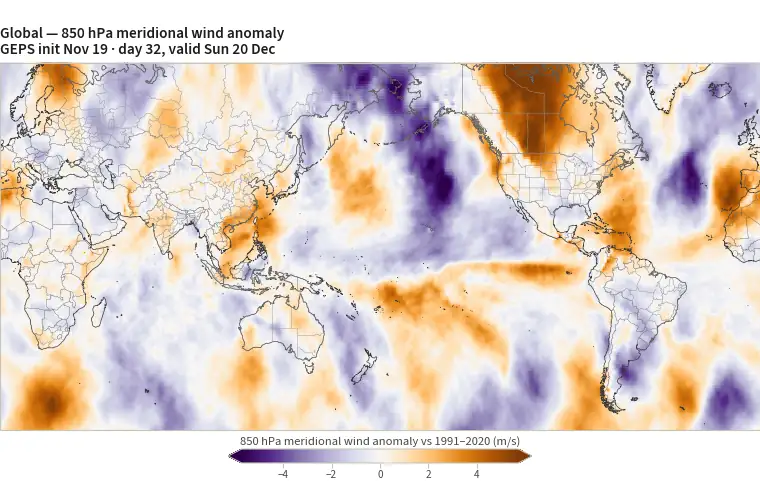 Global — 850 hPa meridional wind anomaly
GEPS init Nov 19 · day 32, valid Sun 20 Dec
850 hPa meridional wind anomaly vs 1991–2020 (m/s)
−4 −2 0 2 4